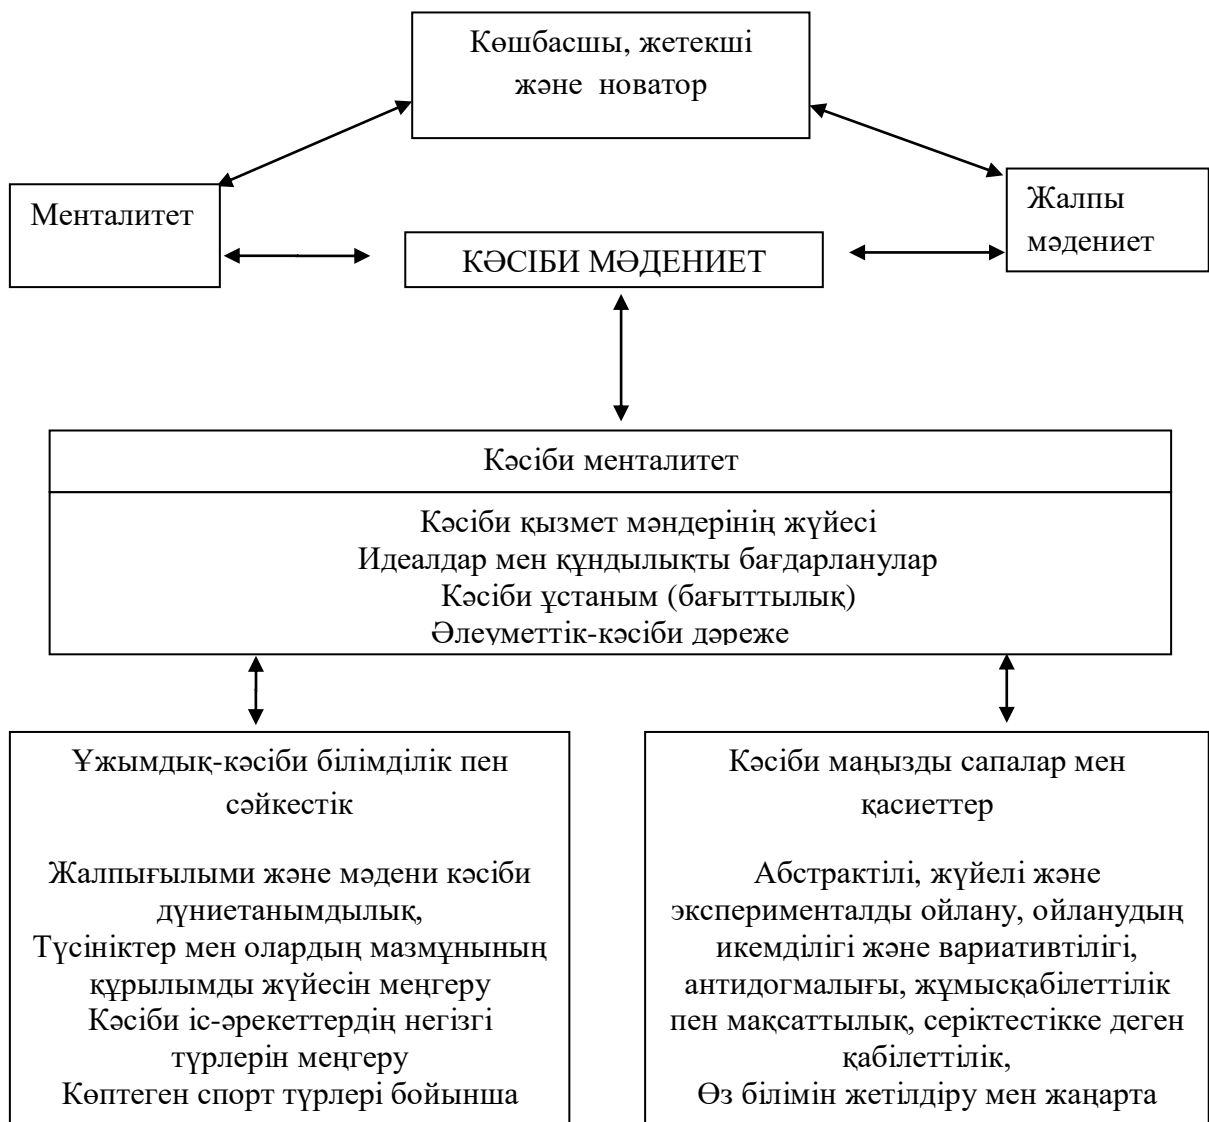 Көшбасшы, жетекші
және новатор
Менталитет
Жалпы
мәдениет
КӘСІБИ МӘДЕНИЕТ
Кәсіби менталитет
Кәсіби қызмет мәндерінің жүйесі
Идеалдар мен құндылықты бағдарланулар
Кәсіби ұстаным (бағыттылық)
Әлеуметтік-кәсіби дәреже
Ұжымдық-кәсіби білімділік пен
сәйкестік
Жалпығылыми және мәдени кәсіби
дүниетанымдылық,
Түсініктер мен олардың мазмұнының
құрылымды жүйесін меңгеру
Кәсіби іс-әрекеттердің негізгі
түрлерін меңгеру
Көптеген спорт түрлері бойынша
Кәсіби маңызды сапалар мен
қасиеттер
Абстрактілі, жүйелі және
эксперименталды ойлану, ойланудың
икемділігі және вариативтілігі,
антидогмалығы, жұмысқабілеттілік
пен мақсаттылық, серіктестікке деген
қабілеттілік,
Өз білімін жетілдіру мен жаңарта